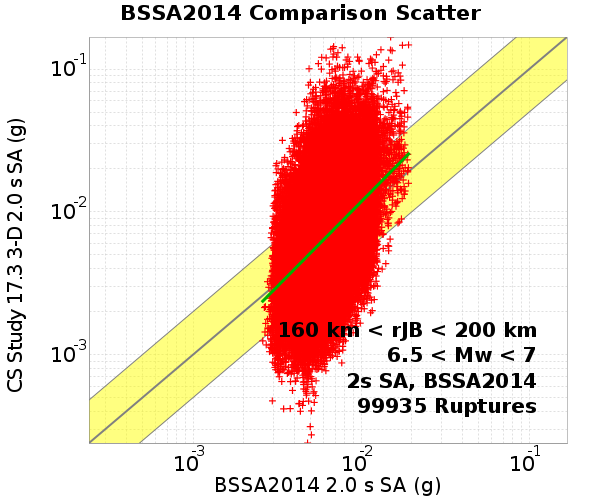 BSSA2014 Comparison Scatter
CS Study 17.3 3-D 2.0 s SA (g)
10-1
10-2
10-3
160 km < rJB < 200 km
6.5 < Mw < 7
2s SA, BSSA2014
99935 Ruptures
10-3 10-2 10-1
BSSA2014 2.0 s SA (g)